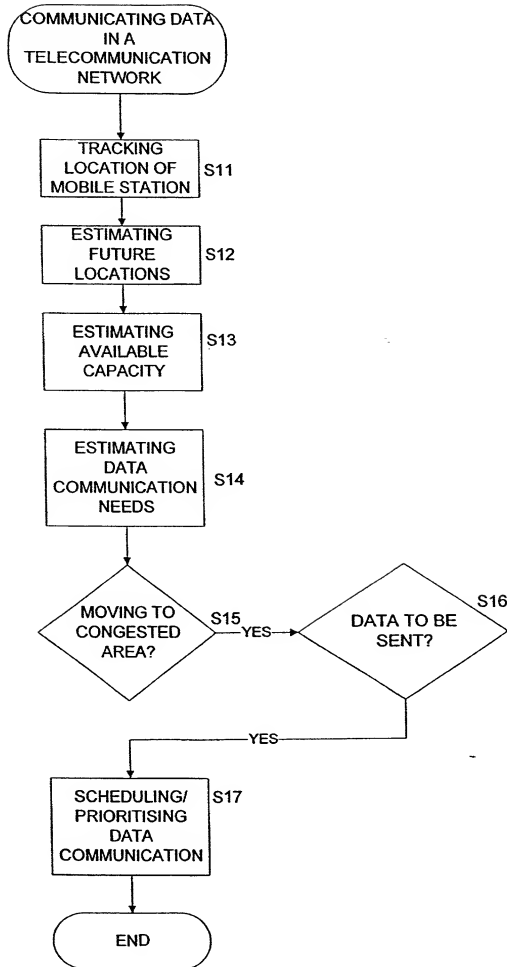 COMMUNICATING DATA
IN A
TELECOMMUNICATION
NETWORK
TRACKING
LOCATION OF
MOBILE STATION
S11
ESTIMATING
FUTURE
LOCATIONS
S12
ESTIMATING
AVAILABLE
CAPACITY
S13
ESTIMATING
DATA
COMMUNICATION
NEEDS
S14
MOVING TO
CONGESTED
AREA?
S15
YES
DATA TO BE
SENT?
S16
YES
SCHEDULING/
PRIORITISING
DATA
COMMUNICATION
S17
END